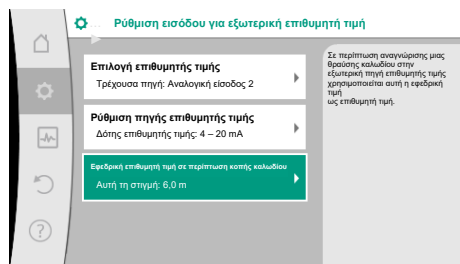 Ρύθμιση εισόδου για εξωτερική επιθυμητή τιμή
Επιλογή επιθυμητής τιμής
Τρέχουσα πηγή: Αναλογική είσοδος 2
Ρύθμιση πηγής επιθυμητής τιμής
Δότης επιθυμητής τιμής: 4 – 20 mA
Εφεδρική επιθυμητή τιμή σε περίπτωση κοπής καλωδίου
Αυτή τη στιγμή: 6,0 m
Σε περίπτωση αναγνώρισης μιας
θραύσης καλωδίου στην
εξωτερική πηγή επιθυμητής τιμής
χρησιμοποιείται αυτή η εφεδρική
τιμή
ως επιθυμητή τιμή.